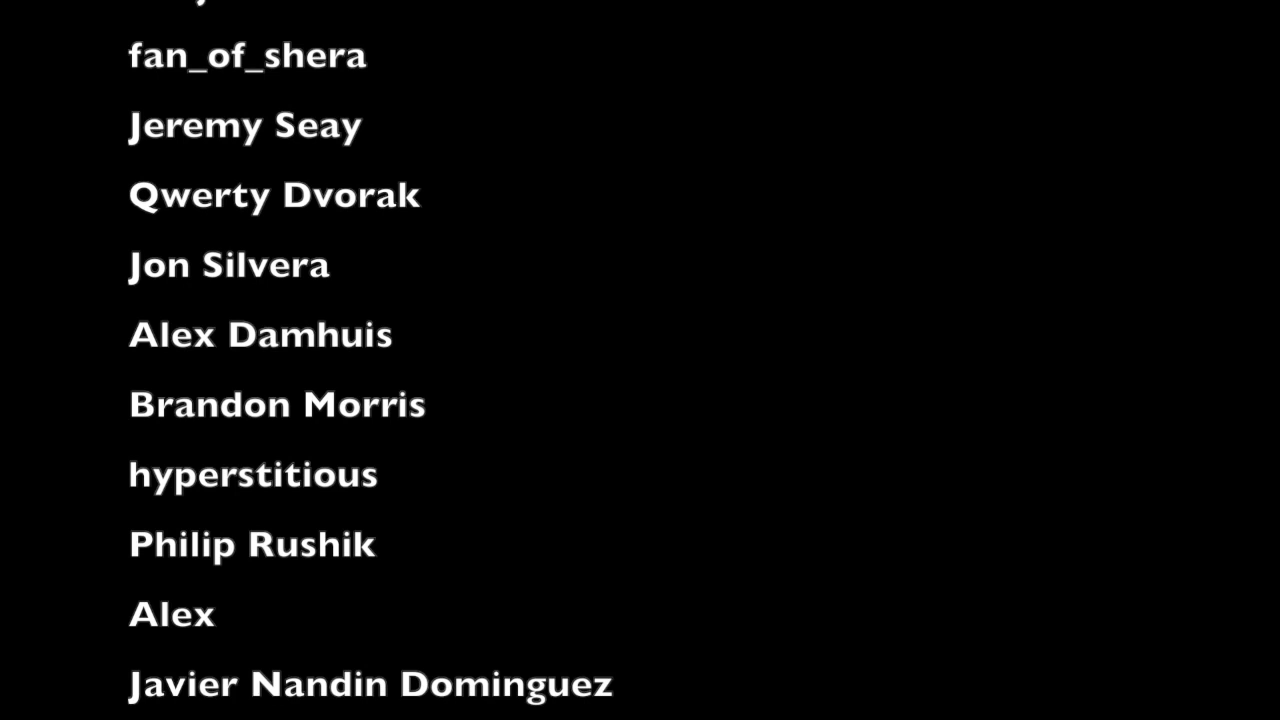 fan_of_shera
Jeremy Seay
Qwerty Dvorak
Jon Silvera
Alex Damhuis
Brandon Morris
hyperstitious
Philip Rushik
Alex
Javier Nandin Dominguez